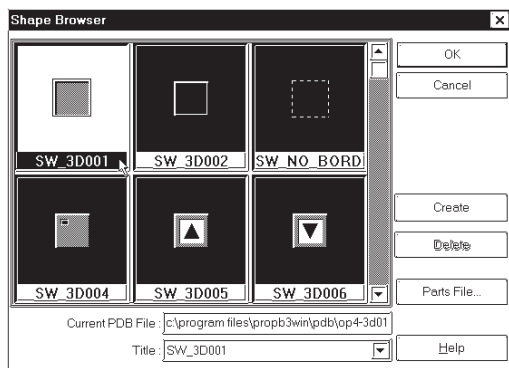 Shape Browser
SW_3D001 SW_3D002 SW_NO_BORD
SW_3D004 SW_3D005 SW_3D006
OK
Cancel
Create
Delete
Parts File...
Current PDB File : c:\program files\propb3win\pdb\op4-3d01
Title : SW_3D001
Help